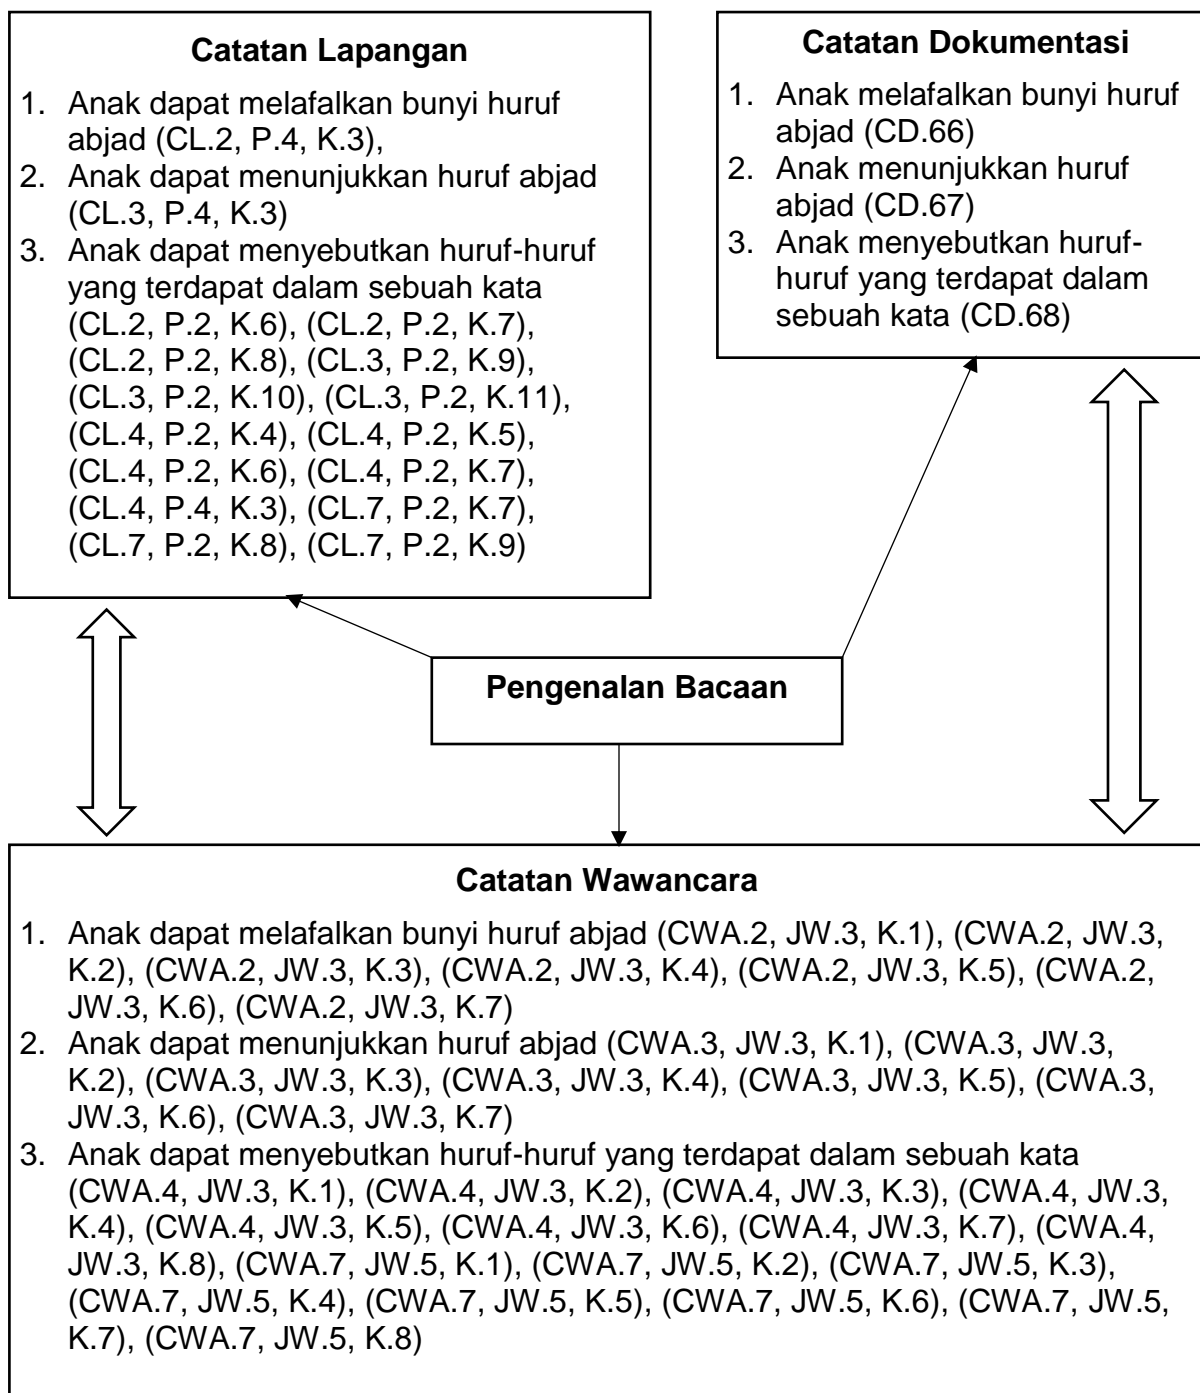 Catatan Lapangan
1. Anak dapat melafalkan bunyi huruf
abjad (CL.2, P.4, K.3),
2. Anak dapat menunjukkan huruf abjad
(CL.3, P.4, K.3)
3. Anak dapat menyebutkan huruf-huruf
yang terdapat dalam sebuah kata
(CL.2, P.2, K.6), (CL.2, P.2, K.7),
(CL.2, P.2, K.8), (CL.3, P.2, K.9),
(CL.3, P.2, K.10), (CL.3, P.2, K.11),
(CL.4, P.2, K.4), (CL.4, P.2, K.5),
(CL.4, P.2, K.6), (CL.4, P.2, K.7),
(CL.4, P.4, K.3), (CL.7, P.2, K.7),
(CL.7, P.2, K.8), (CL.7, P.2, K.9)
Catatan Dokumentasi
1. Anak melafalkan bunyi huruf
abjad (CD.66)
2. Anak menunjukkan huruf
abjad (CD.67)
3. Anak menyebutkan huruf-
huruf yang terdapat dalam
sebuah kata (CD.68)
Pengenalan Bacaan
Catatan Wawancara
1. Anak dapat melafalkan bunyi huruf abjad (CWA.2, JW.3, K.1), (CWA.2, JW.3,
K.2), (CWA.2, JW.3, K.3), (CWA.2, JW.3, K.4), (CWA.2, JW.3, K.5), (CWA.2,
JW.3, K.6), (CWA.2, JW.3, K.7)
2. Anak dapat menunjukkan huruf abjad (CWA.3, JW.3, K.1), (CWA.3, JW.3,
K.2), (CWA.3, JW.3, K.3), (CWA.3, JW.3, K.4), (CWA.3, JW.3, K.5), (CWA.3,
JW.3, K.6), (CWA.3, JW.3, K.7)
3. Anak dapat menyebutkan huruf-huruf yang terdapat dalam sebuah kata
(CWA.4, JW.3, K.1), (CWA.4, JW.3, K.2), (CWA.4, JW.3, K.3), (CWA.4, JW.3,
K.4), (CWA.4, JW.3, K.5), (CWA.4, JW.3, K.6), (CWA.4, JW.3, K.7), (CWA.4,
JW.3, K.8), (CWA.7, JW.5, K.1), (CWA.7, JW.5, K.2), (CWA.7, JW.5, K.3),
(CWA.7, JW.5, K.4), (CWA.7, JW.5, K.5), (CWA.7, JW.5, K.6), (CWA.7, JW.5,
K.7), (CWA.7, JW.5, K.8)